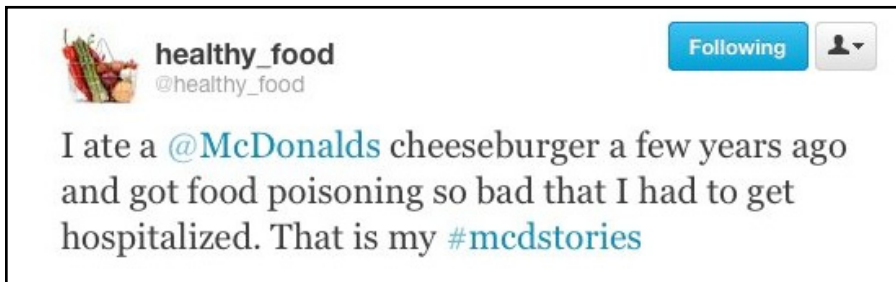 healthy_food
@healthy_food
Following
I ate a @McDonalds cheeseburger a few years ago
and got food poisoning so bad that I had to get
hospitalized. That is my #mcdstories